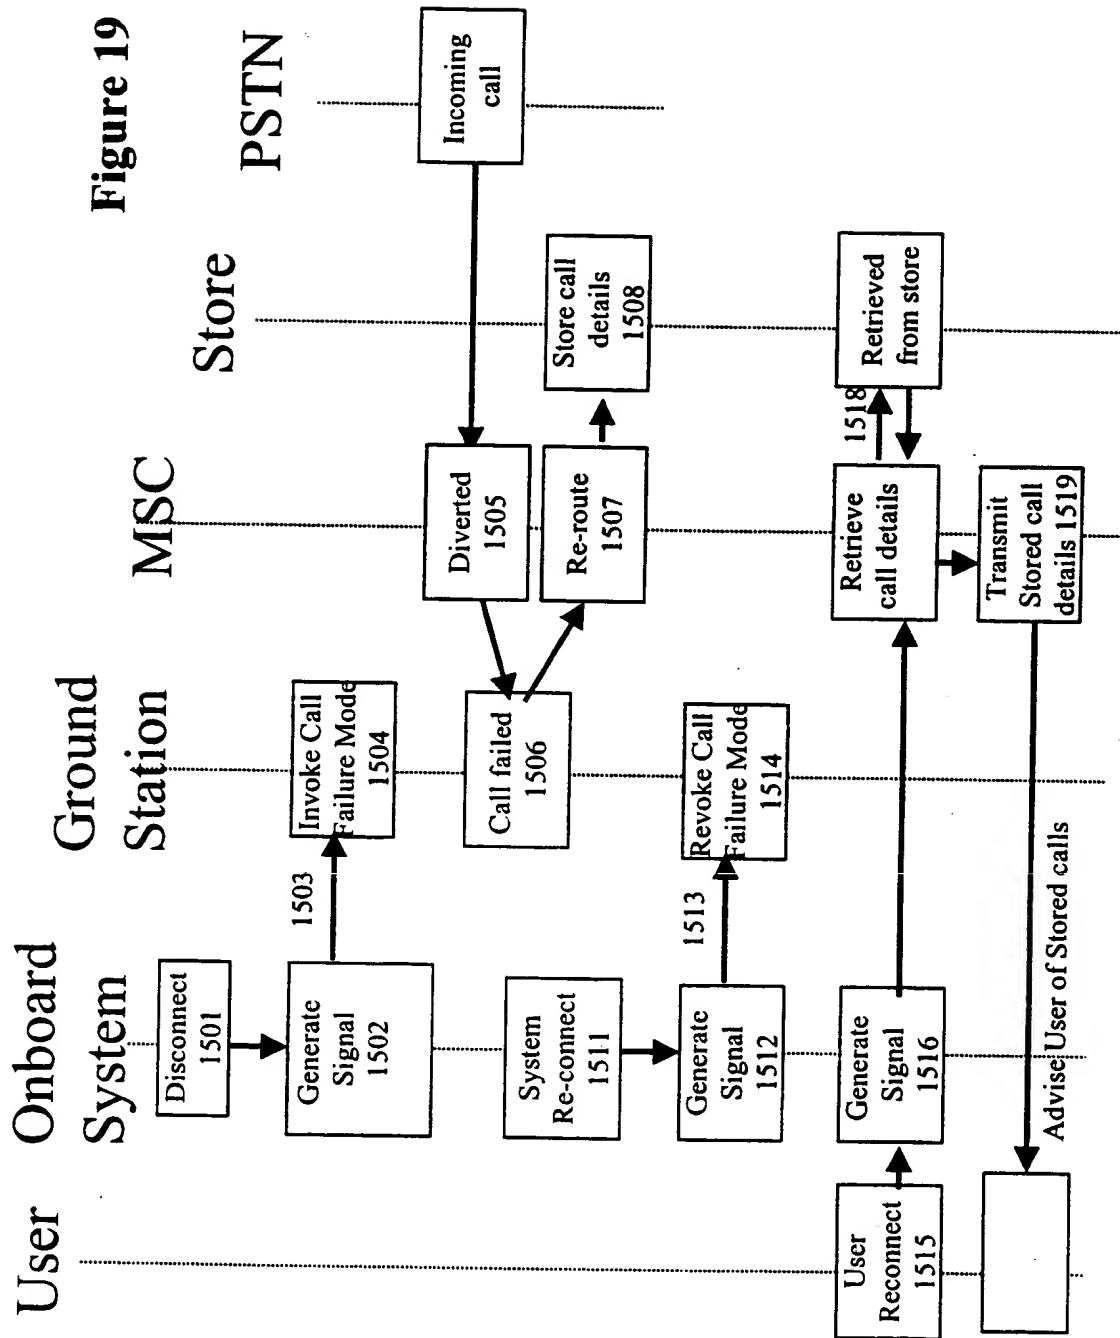 Figure 19
User
Onboard
System
Ground
Station
MSC
Store
PSTN
Disconnect
1501
Generate
Signal
1502
1503
Invoke Call
Failure Mode
1504
Incoming
call
Diverted
1505
Call failed
1506
Re-route
1507
Store call
details
1508
System
Re-connect
1511
Generate
Signal
1512
1513
Revoke Call
Failure Mode
1514
User
Reconnect
1515
Generate
Signal
1516
Retrieve
call details
1518
Retrieved
from store
Transmit
Stored call
details 1519
Advise User of Stored calls